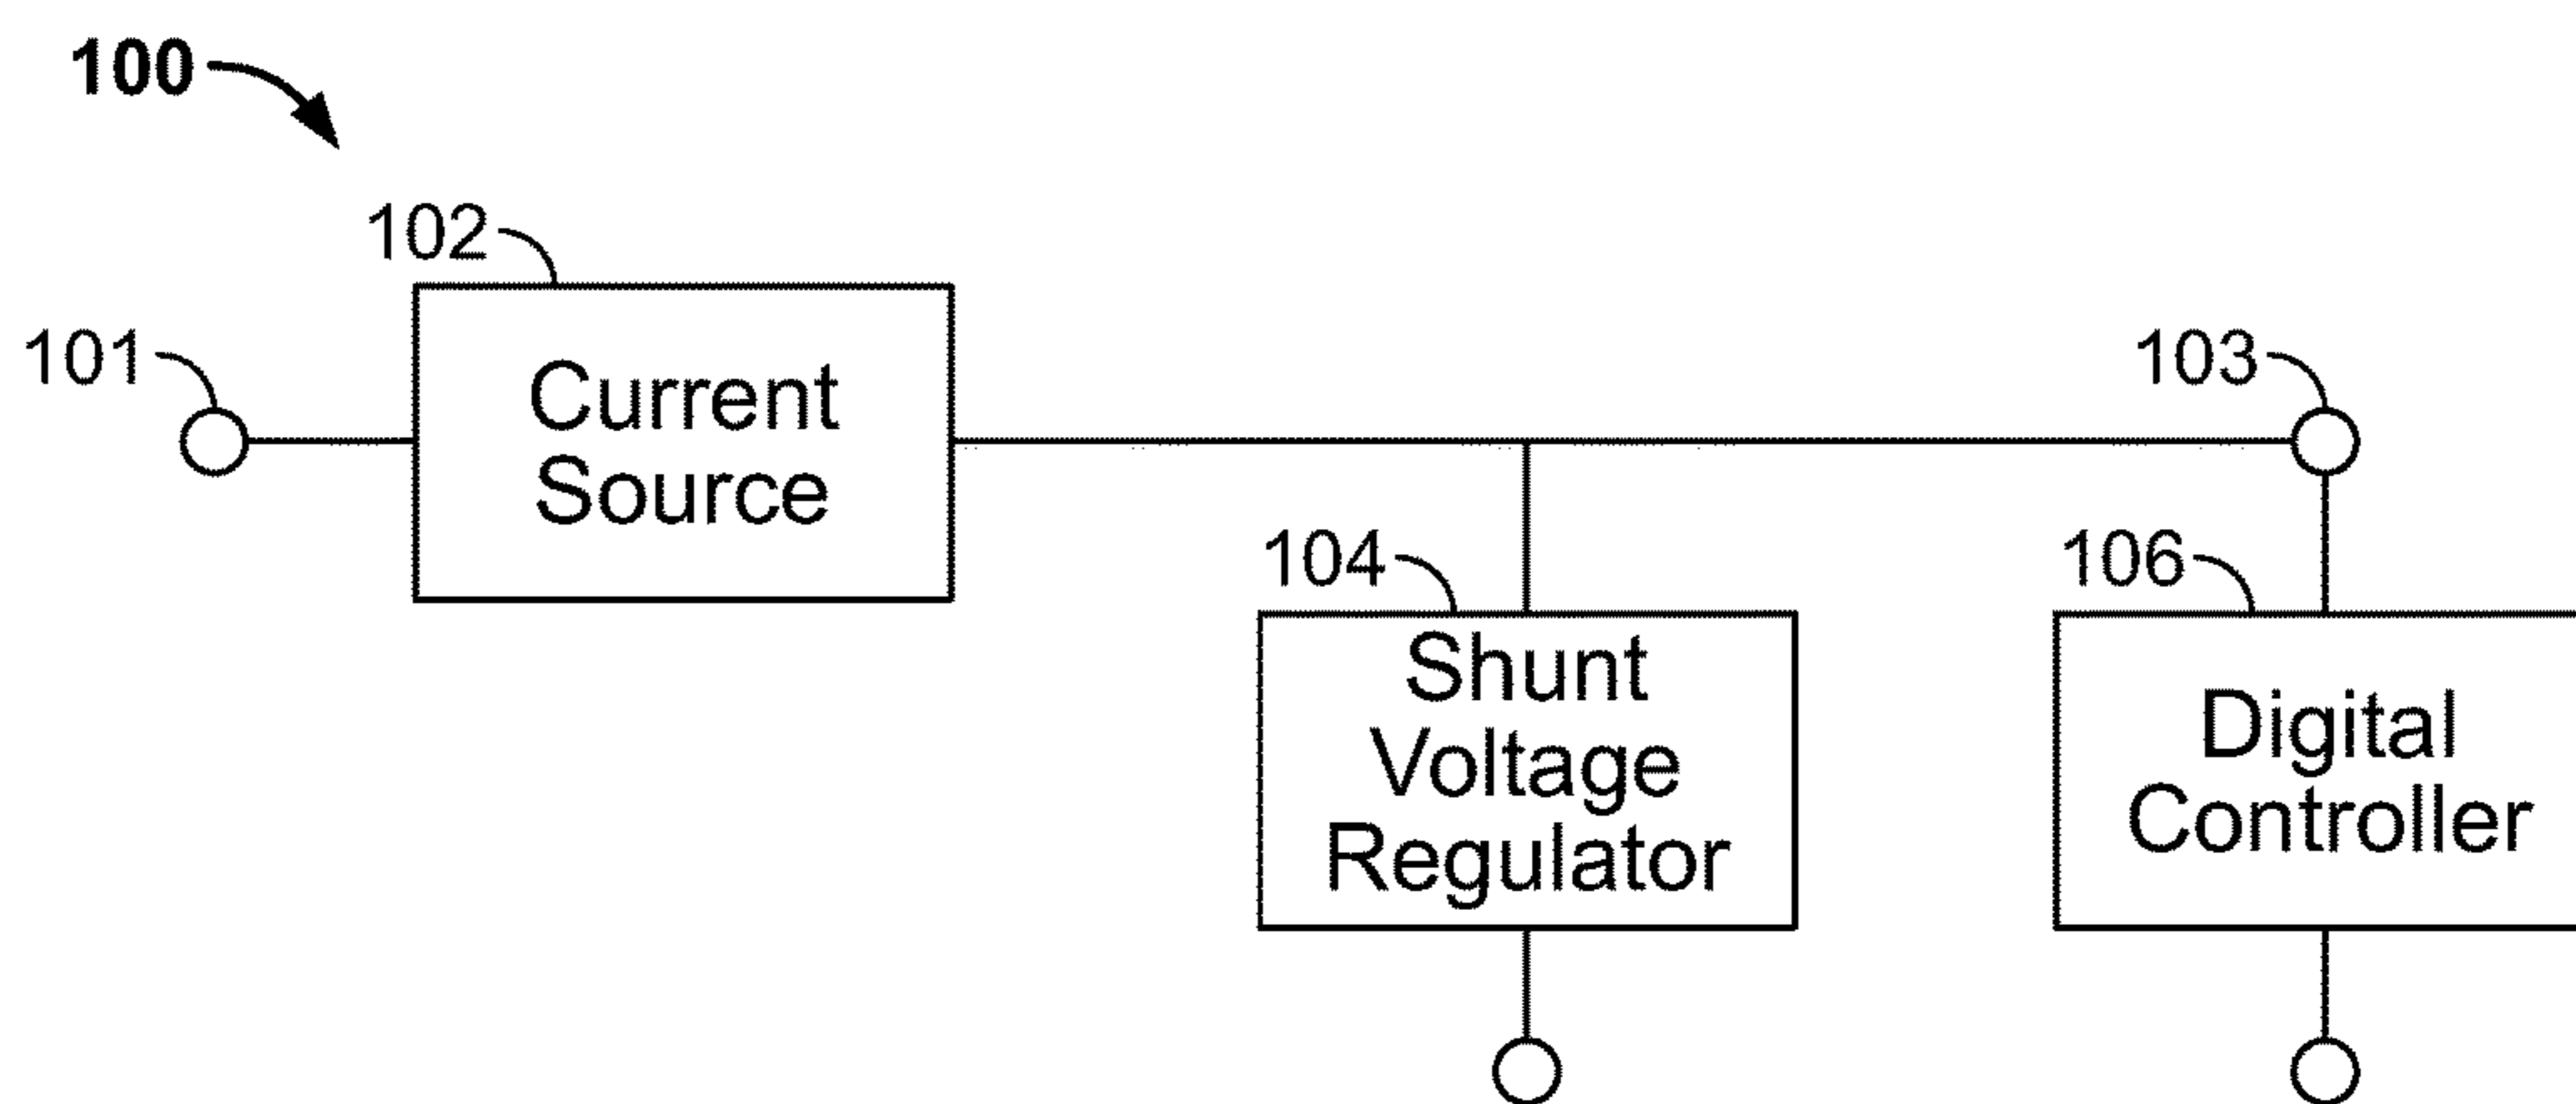 100
102
101
Current
Source
103
104
106
Shunt
Voltage
Regulator
Digital
Controller